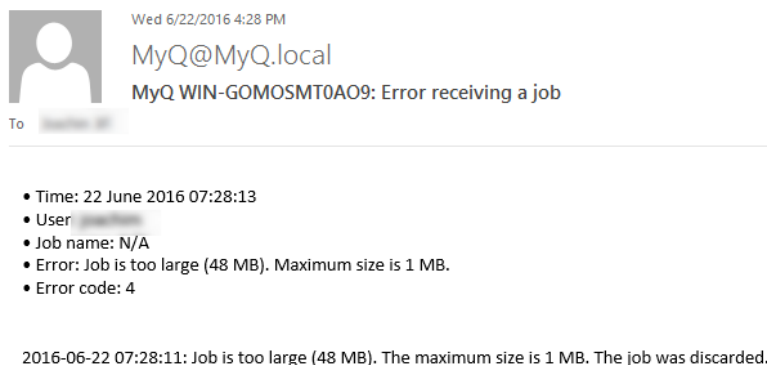 Wed 6/22/2016 4:28 PM
MyQ@MyQ.local
MyQ WIN-GOMOSMT0AO9: Error receiving a job
To
• Time: 22 June 2016 07:28:13
• User
• Job name: N/A
• Error: Job is too large (48 MB). Maximum size is 1 MB.
• Error code: 4
2016-06-22 07:28:11: Job is too large (48 MB). The maximum size is 1 MB. The job was discarded.